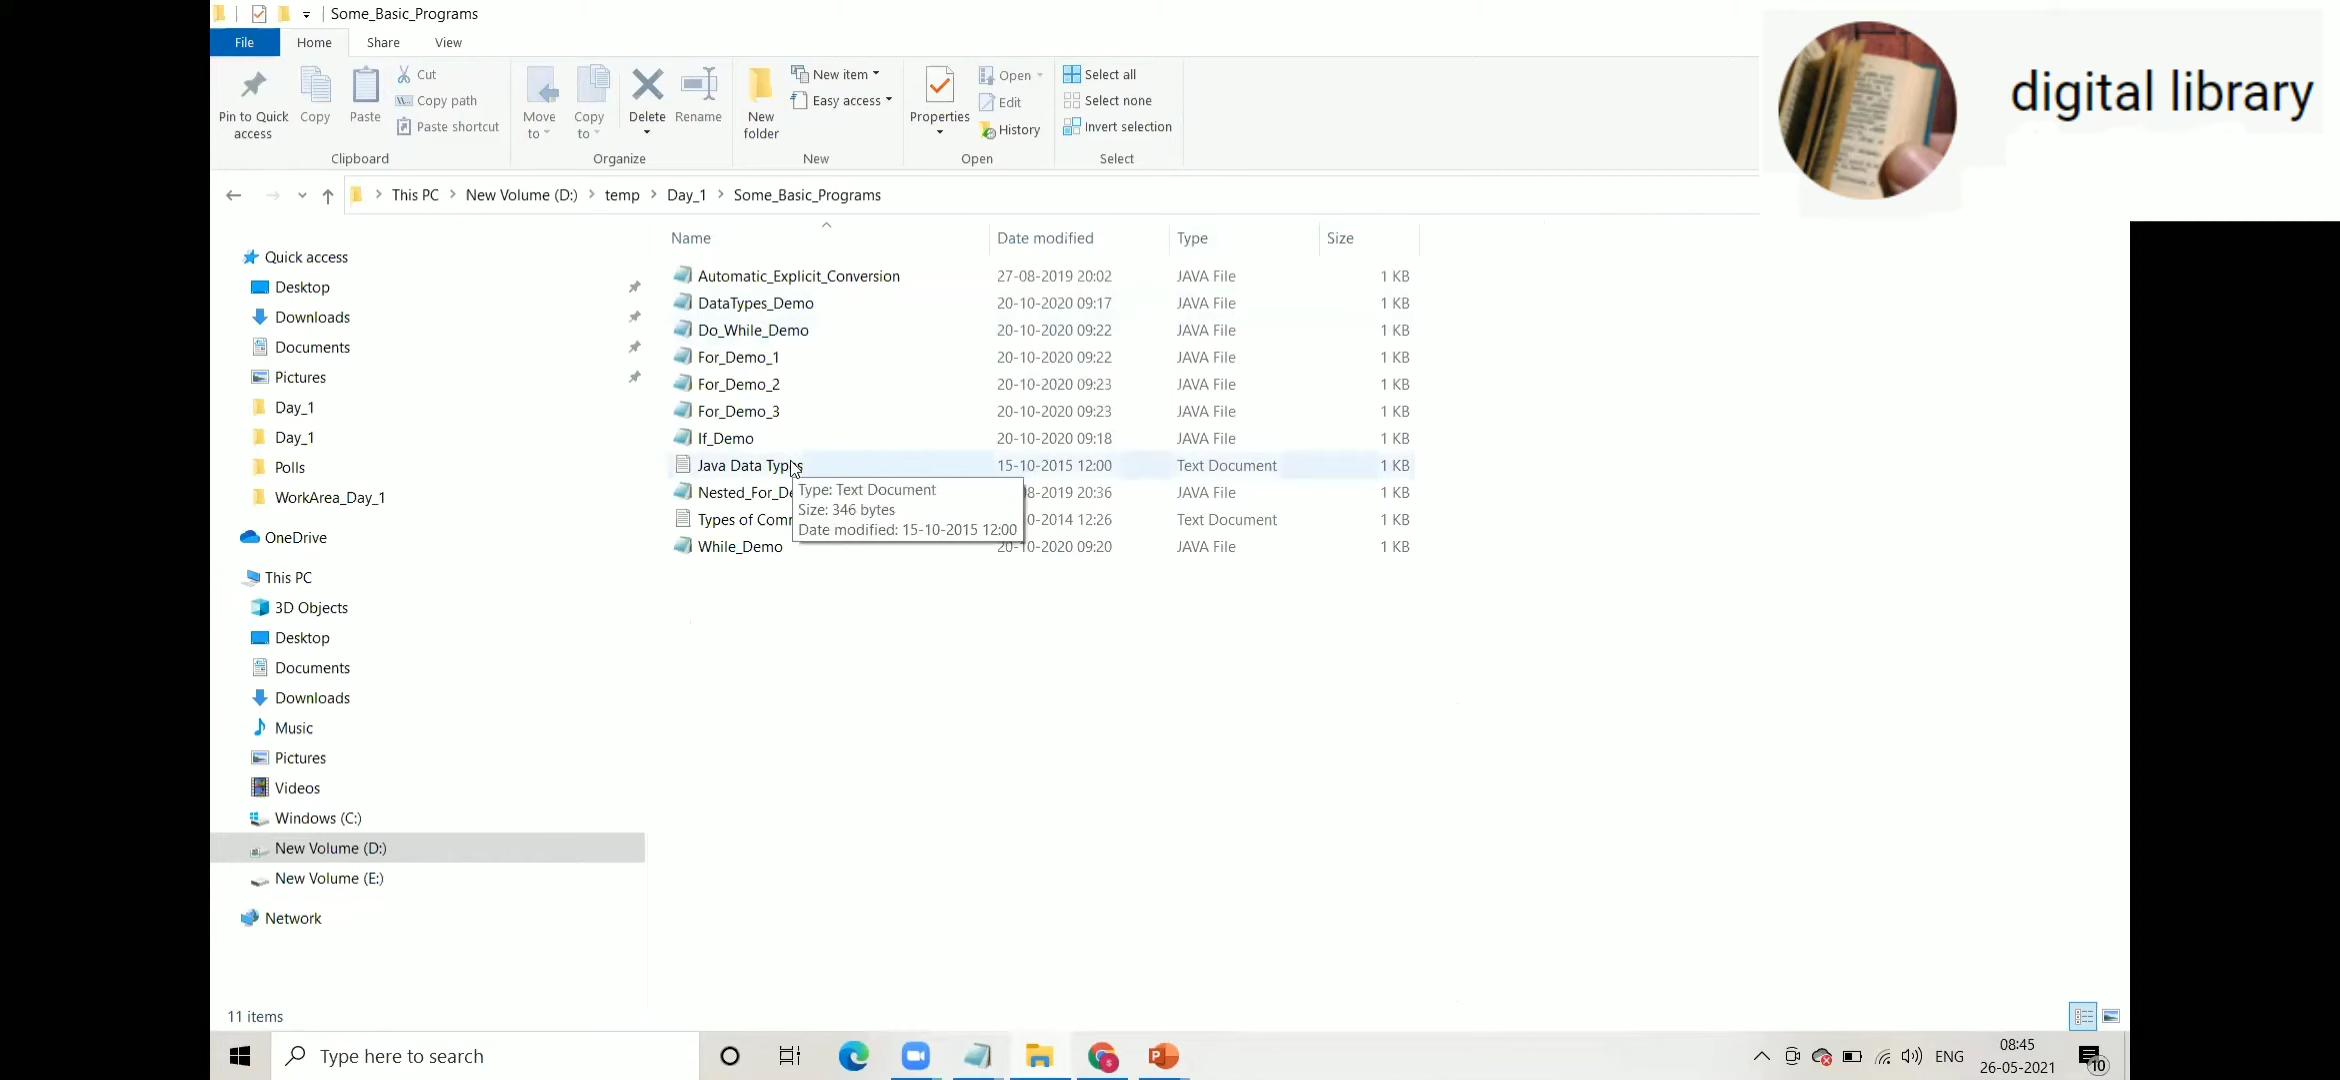 Some_Basic_Programs
File Home Share View
Pin to Quick access
Copy
Paste
Cut
Copy path
Paste shortcut
Clipboard
Move to
Copy to
Delete
Rename
Organize
New folder
New item
Easy access
New
Properties
Open
Edit
History
Open
Select all
Select none
Invert selection
Select
digital library
This PC > New Volume (D:) > temp > Day_1 > Some_Basic_Programs
Quick access
Desktop
Downloads
Documents
Pictures
Day_1
Day_1
Polls
WorkArea_Day_1
OneDrive
This PC
3D Objects
Desktop
Documents
Downloads
Music
Pictures
Videos
Windows (C:)
New Volume (D:)
New Volume (E:)
Network
Name Date modified Type Size
Automatic_Explicit_Conversion 27-08-2019 20:02 JAVA File 1 KB
DataTypes_Demo 20-10-2020 09:17 JAVA File 1 KB
Do_While_Demo 20-10-2020 09:22 JAVA File 1 KB
For_Demo_1 20-10-2020 09:22 JAVA File 1 KB
For_Demo_2 20-10-2020 09:23 JAVA File 1 KB
For_Demo_3 20-10-2020 09:23 JAVA File 1 KB
If_Demo 20-10-2020 09:18 JAVA File 1 KB
Java Data Types 15-10-2015 12:00 Text Document 1 KB
Nested_For_De 8-2019 20:36 JAVA File 1 KB
Types of Com 0-2014 12:26 Text Document 1 KB
While_Demo 20-10-2020 09:20 JAVA File 1 KB
Type: Text Document
Size: 346 bytes
Date modified: 15-10-2015 12:00
11 items
Type here to search
ENG
08:45
26-05-2021
10